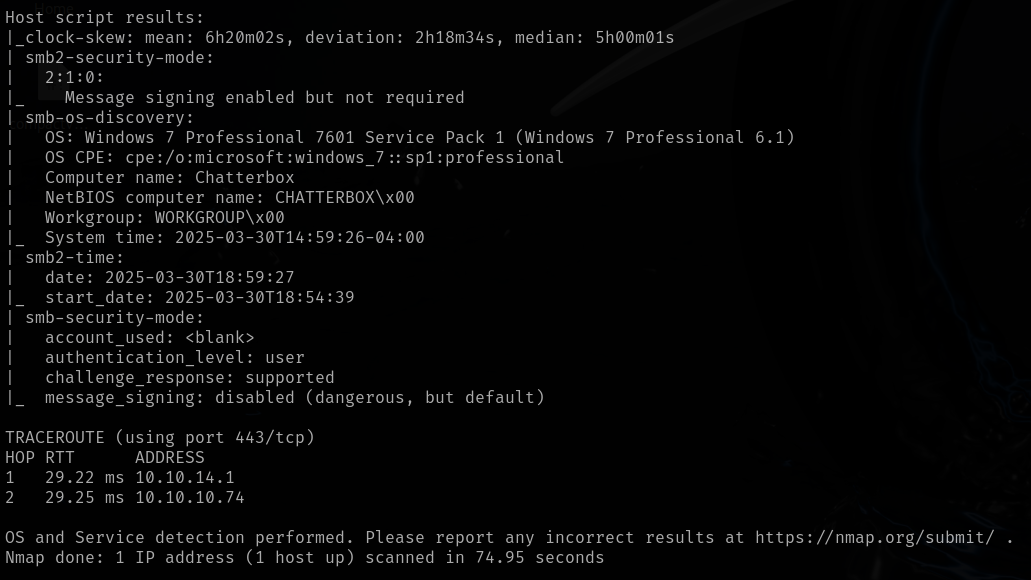 Host script results:
|_clock-skew: mean: 6h20m02s, deviation: 2h18m34s, median: 5h00m01s
| smb2-security-mode:
|   2:1:0:
|_    Message signing enabled but not required
| smb-os-discovery:
|   OS: Windows 7 Professional 7601 Service Pack 1 (Windows 7 Professional 6.1)
|   OS CPE: cpe:/o:microsoft:windows_7::sp1:professional
|   Computer name: Chatterbox
|   NetBIOS computer name: CHATTERBOX\x00
|   Workgroup: WORKGROUP\x00
|_  System time: 2025-03-30T14:59:26-04:00
| smb2-time:
|   date: 2025-03-30T18:59:27
|_  start_date: 2025-03-30T18:54:39
| smb-security-mode:
|   account_used: <blank>
|   authentication_level: user
|   challenge_response: supported
|_  message_signing: disabled (dangerous, but default)
TRACEROUTE (using port 443/tcp)
HOP RTT      ADDRESS
1   29.22 ms 10.10.14.1
2   29.25 ms 10.10.10.74
OS and Service detection performed. Please report any incorrect results at https://nmap.org/submit/ .
Nmap done: 1 IP address (1 host up) scanned in 74.95 seconds